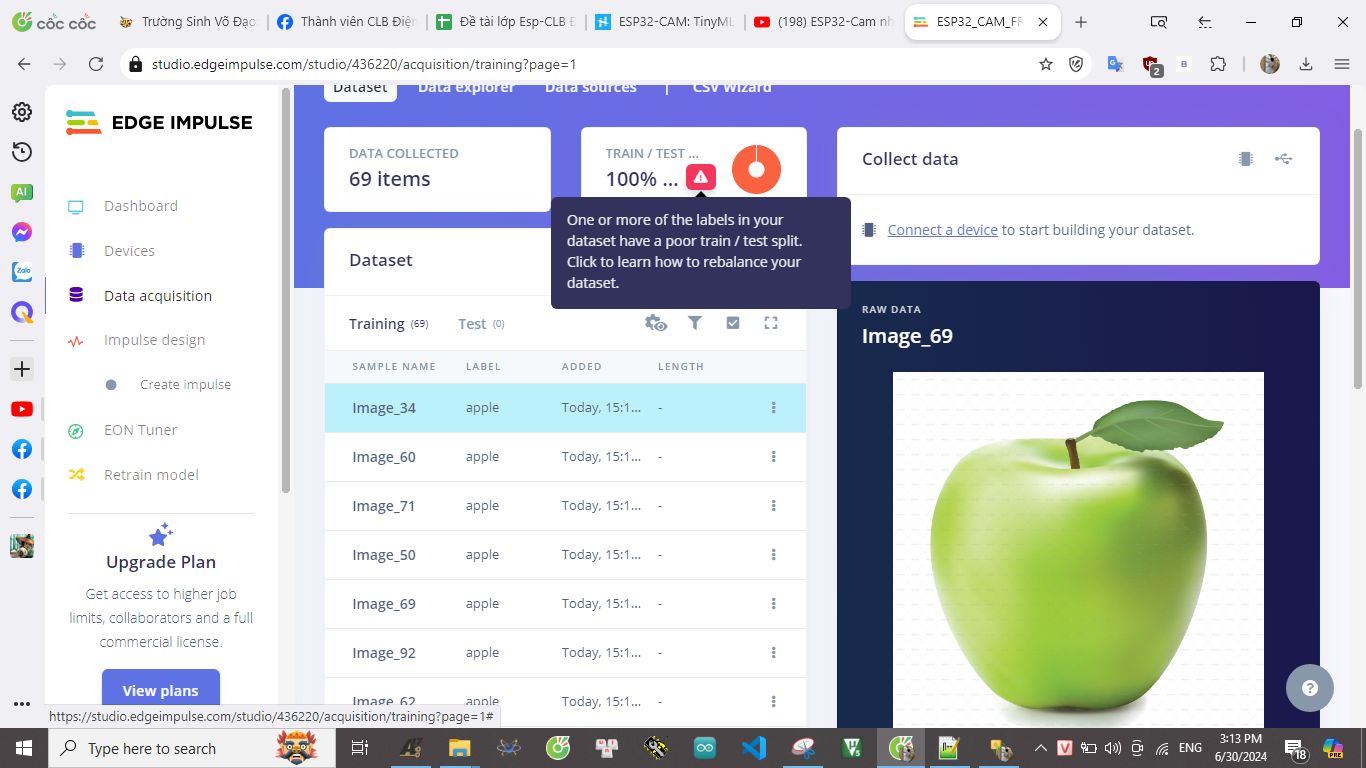 cốc cốc
Trường Sinh Võ Đạo
Thành viên CLB Điện
Đề tài lớp Esp-CLB Đ
ESP32-CAM: TinyML
(198) ESP32-Cam nh
ESP32_CAM_FR
studio.edgeimpulse.com/studio/436220/acquisition/training?page=1
2
B
AI
Zalo
EDGE IMPULSE
Dashboard
Devices
Data acquisition
Impulse design
Create impulse
EON Tuner
Retrain model
Upgrade Plan
Get access to higher job
limits, collaborators and a full
commercial license.
View plans
Dataset
Data explorer
Data sources
|
CSV Wizard
DATA COLLECTED
69 items
TRAIN / TEST ...
100% ...
One or more of the labels in your
dataset have a poor train / test split.
Click to learn how to rebalance your
dataset.
Dataset
Training (69)
Test (0)
SAMPLE NAME LABEL ADDED LENGTH
Image_34 apple Today, 15:1... -
Image_60 apple Today, 15:1... -
Image_71 apple Today, 15:1... -
Image_50 apple Today, 15:1... -
Image_69 apple Today, 15:1... -
Image_92 apple Today, 15:1... -
Image_62 apple Today, 15:1... -
Collect data
Connect a device to start building your dataset.
RAW DATA
Image_69
?
https://studio.edgeimpulse.com/studio/436220/acquisition/training?page=1#
Type here to search
V
ENG
3:13 PM
6/30/2024
18
PRE